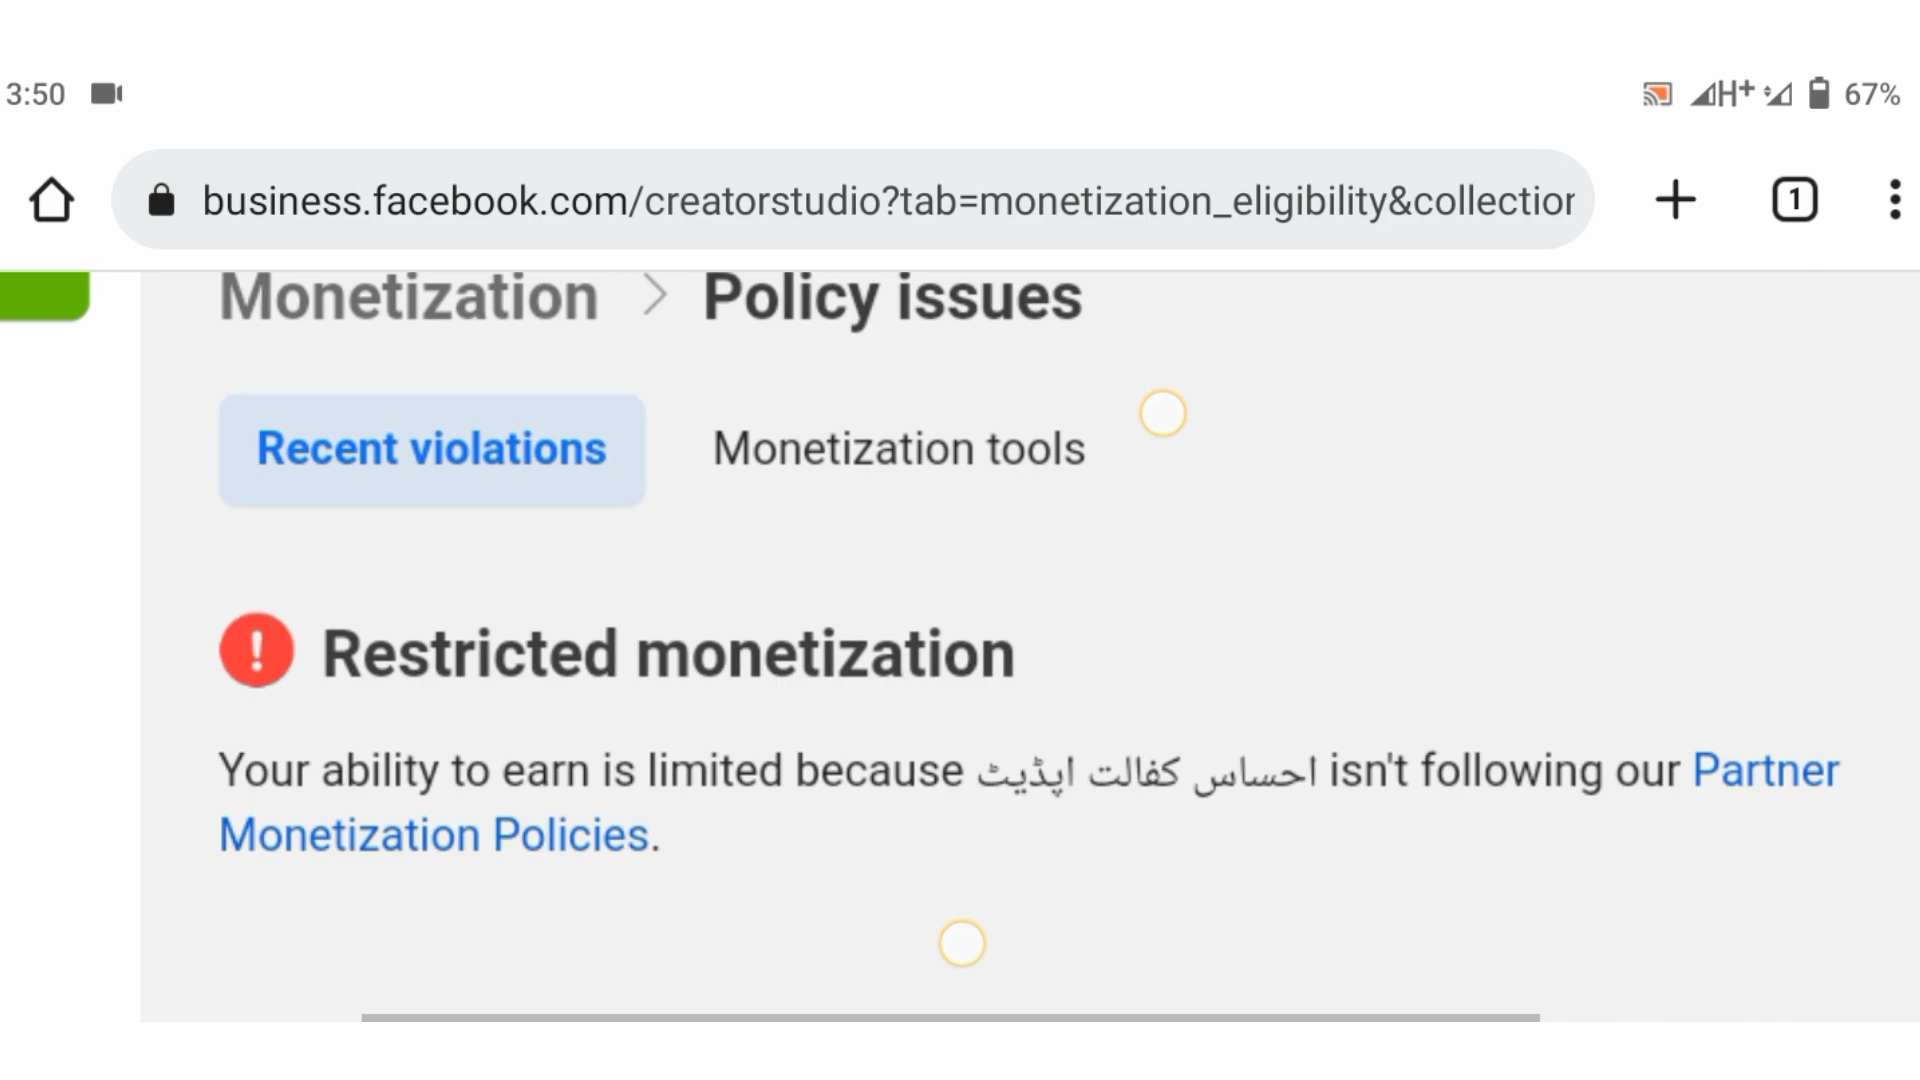 3:50 H+ 67%
business.facebook.com/creatorstudio?tab=monetization_eligibility&collection 1
Monetization > Policy issues
Recent violations Monetization tools
! Restricted monetization
Your ability to earn is limited because احساس کفالت اپڈیٹ isn't following our Partner
Monetization Policies.